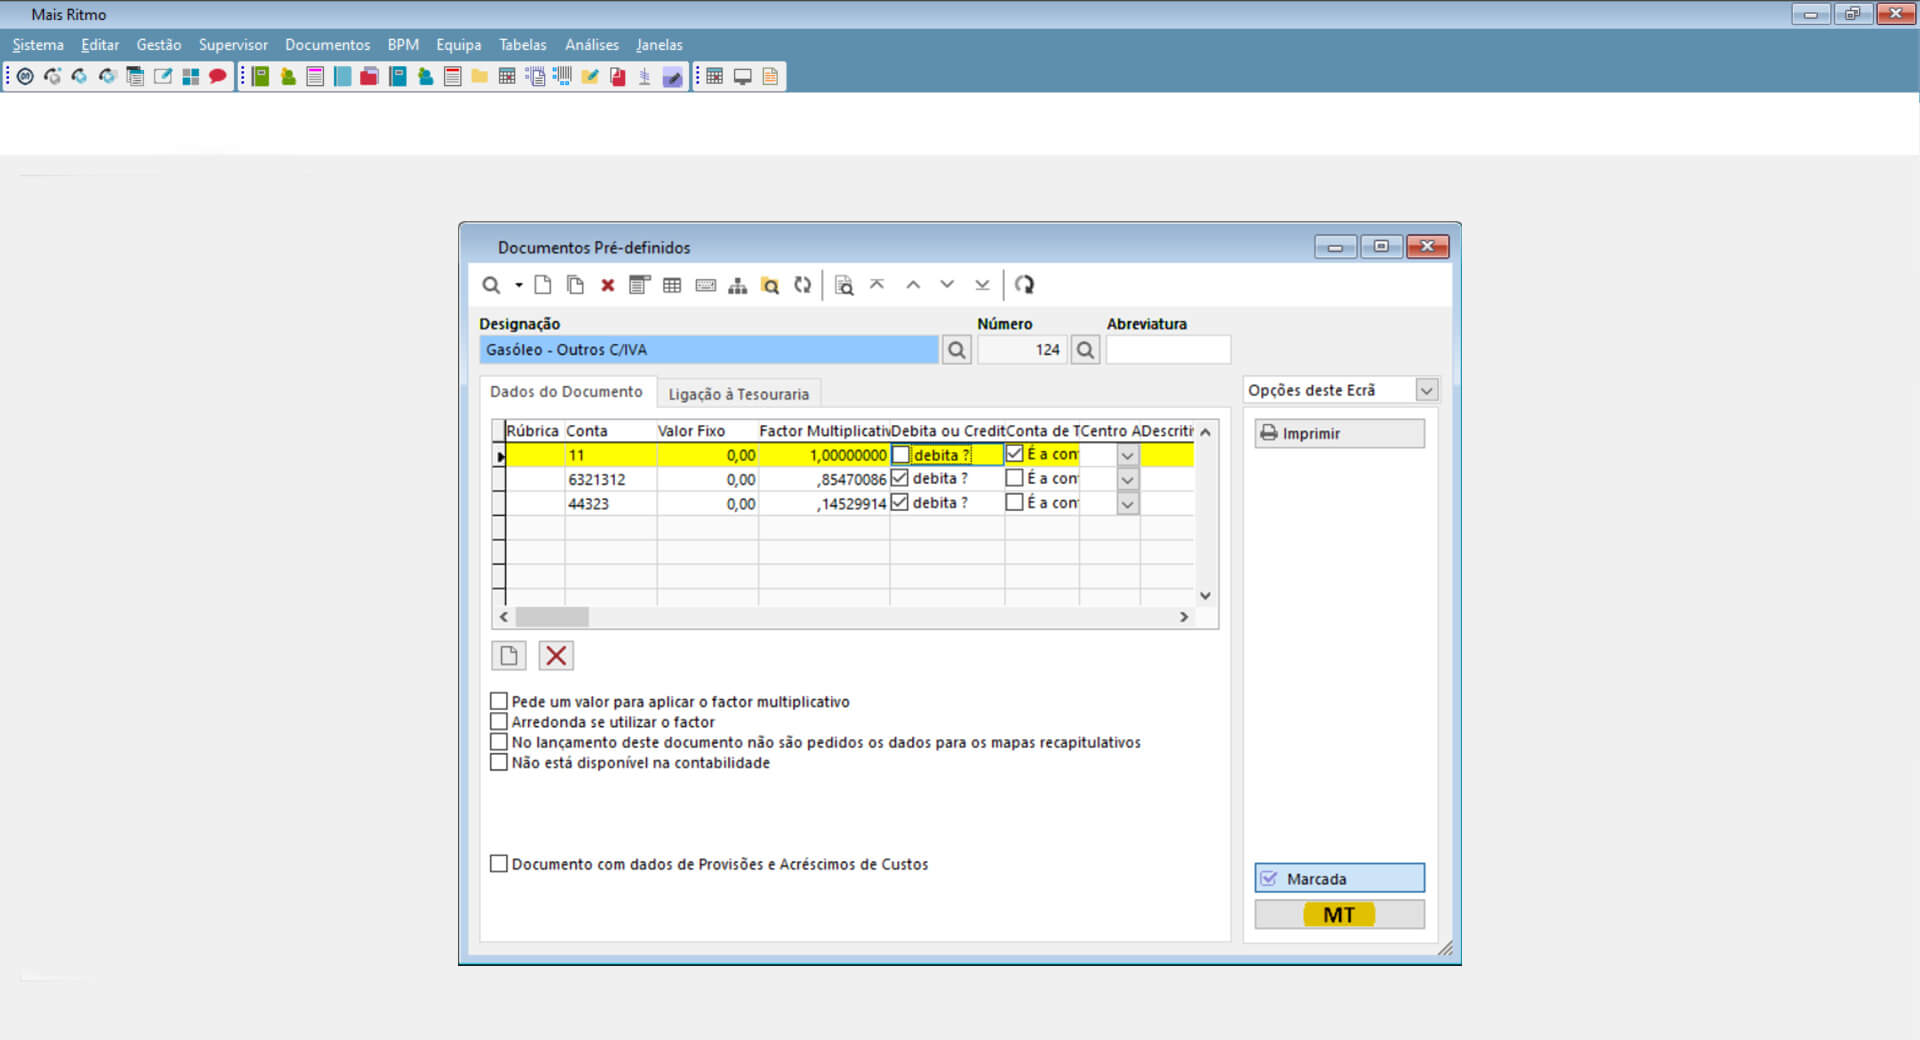 Mais Ritmo
Sistema Editar Gestão Supervisor Documentos BPM Equipa Tabelas Análises Janelas
Documentos Pré-definidos
Designação Número Abreviatura
Gasóleo - Outros C/IVA 124
Dados do Documento Ligação à Tesouraria
Opções deste Ecrã
Imprimir
Rúbrica Conta Valor Fixo Factor Multiplicativ Debita ou Credit Conta de T Centro A Descriti
11 0,00 1,00000000 debita ? É a con
6321312 0,00 ,85470086 debita ? É a con
44323 0,00 ,14529914 debita ? É a con
Pede um valor para aplicar o factor multiplicativo
Arredonda se utilizar o factor
No lançamento deste documento não são pedidos os dados para os mapas recapitulativos
Não está disponível na contabilidade
Documento com dados de Provisões e Acréscimos de Custos
Marcada
MT